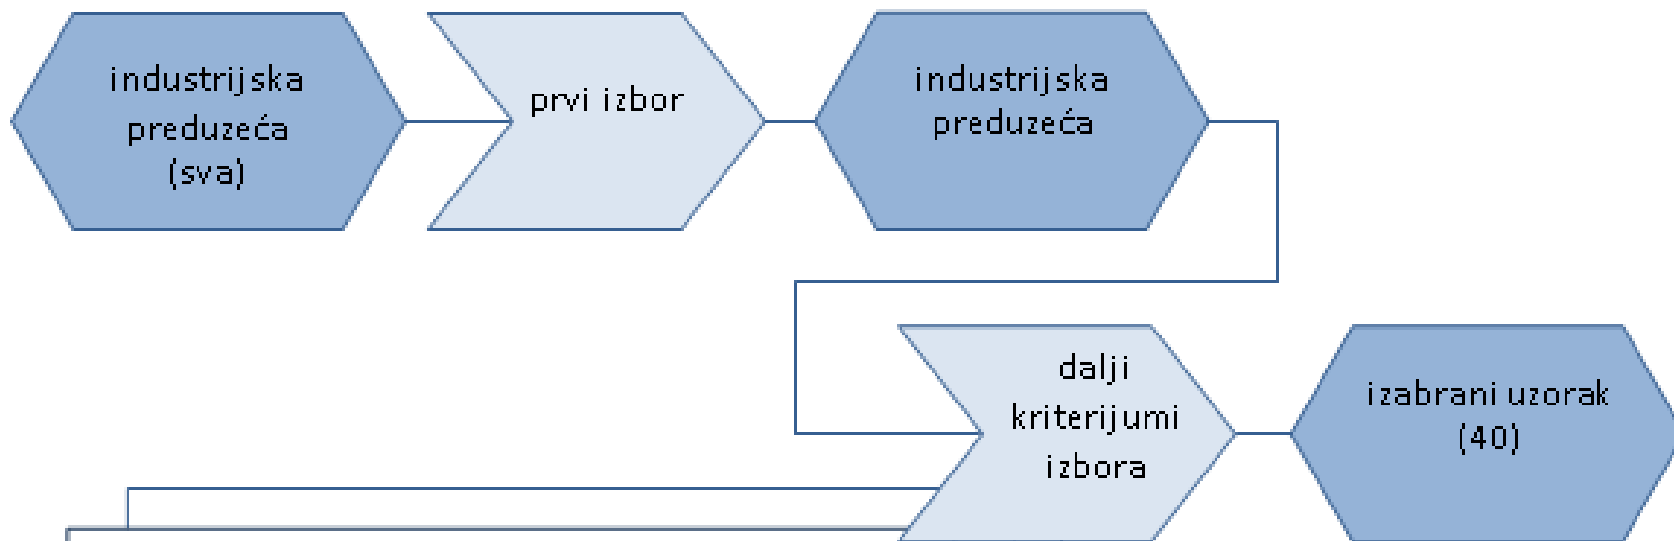 industrijska
preduzeća
(sva)
prvi izbor
industrijska
preduzeća
dalji
kriterijumi
izbora
izabrani uzorak
(40)